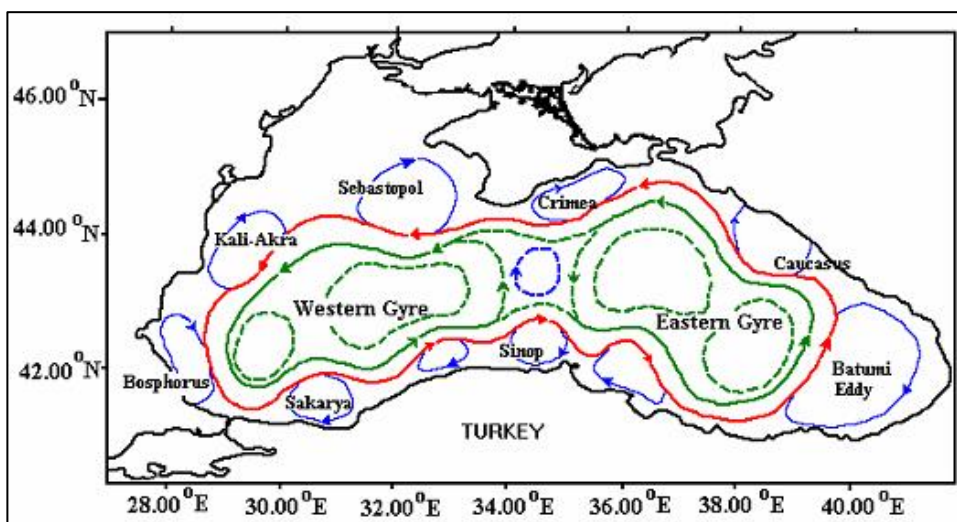 46.00 °N
Sebastopol
Crimea
44.00 °N
Kali-Akra
Caucasus
Western Gyre
Eastern Gyre
42.00 °N
Sinop
Bosphorus
Batumi
Eddy
Sakarya
TURKEY
28.00 °E 30.00 °E 32.00 °E 34.00 °E 36.00 °E 38.00 °E 40.00 °E